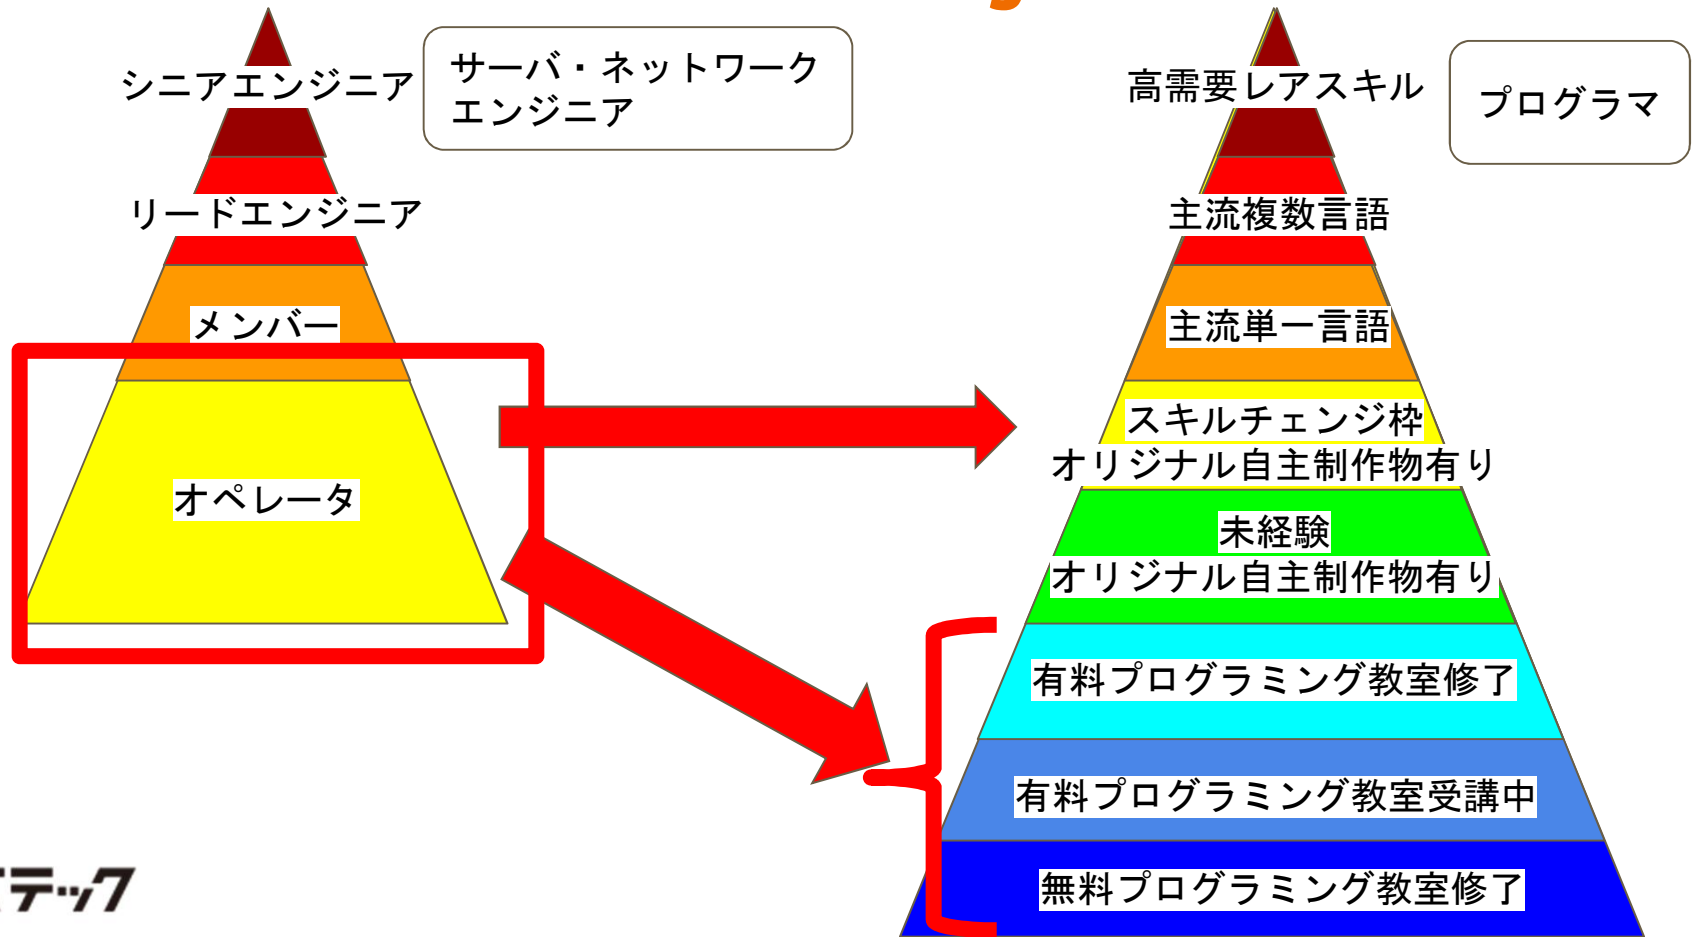 シニアエンジニア
サーバ・ネットワーク
エンジニア
リードエンジニア
メンバー
オペレータ
高需要レアスキル
プログラマ
主流複数言語
主流単一言語
スキルチェンジ枠
オリジナル自主制作物有り
未経験
オリジナル自主制作物有り
有料プログラミング教室修了
有料プログラミング教室受講中
無料プログラミング教室修了
テック